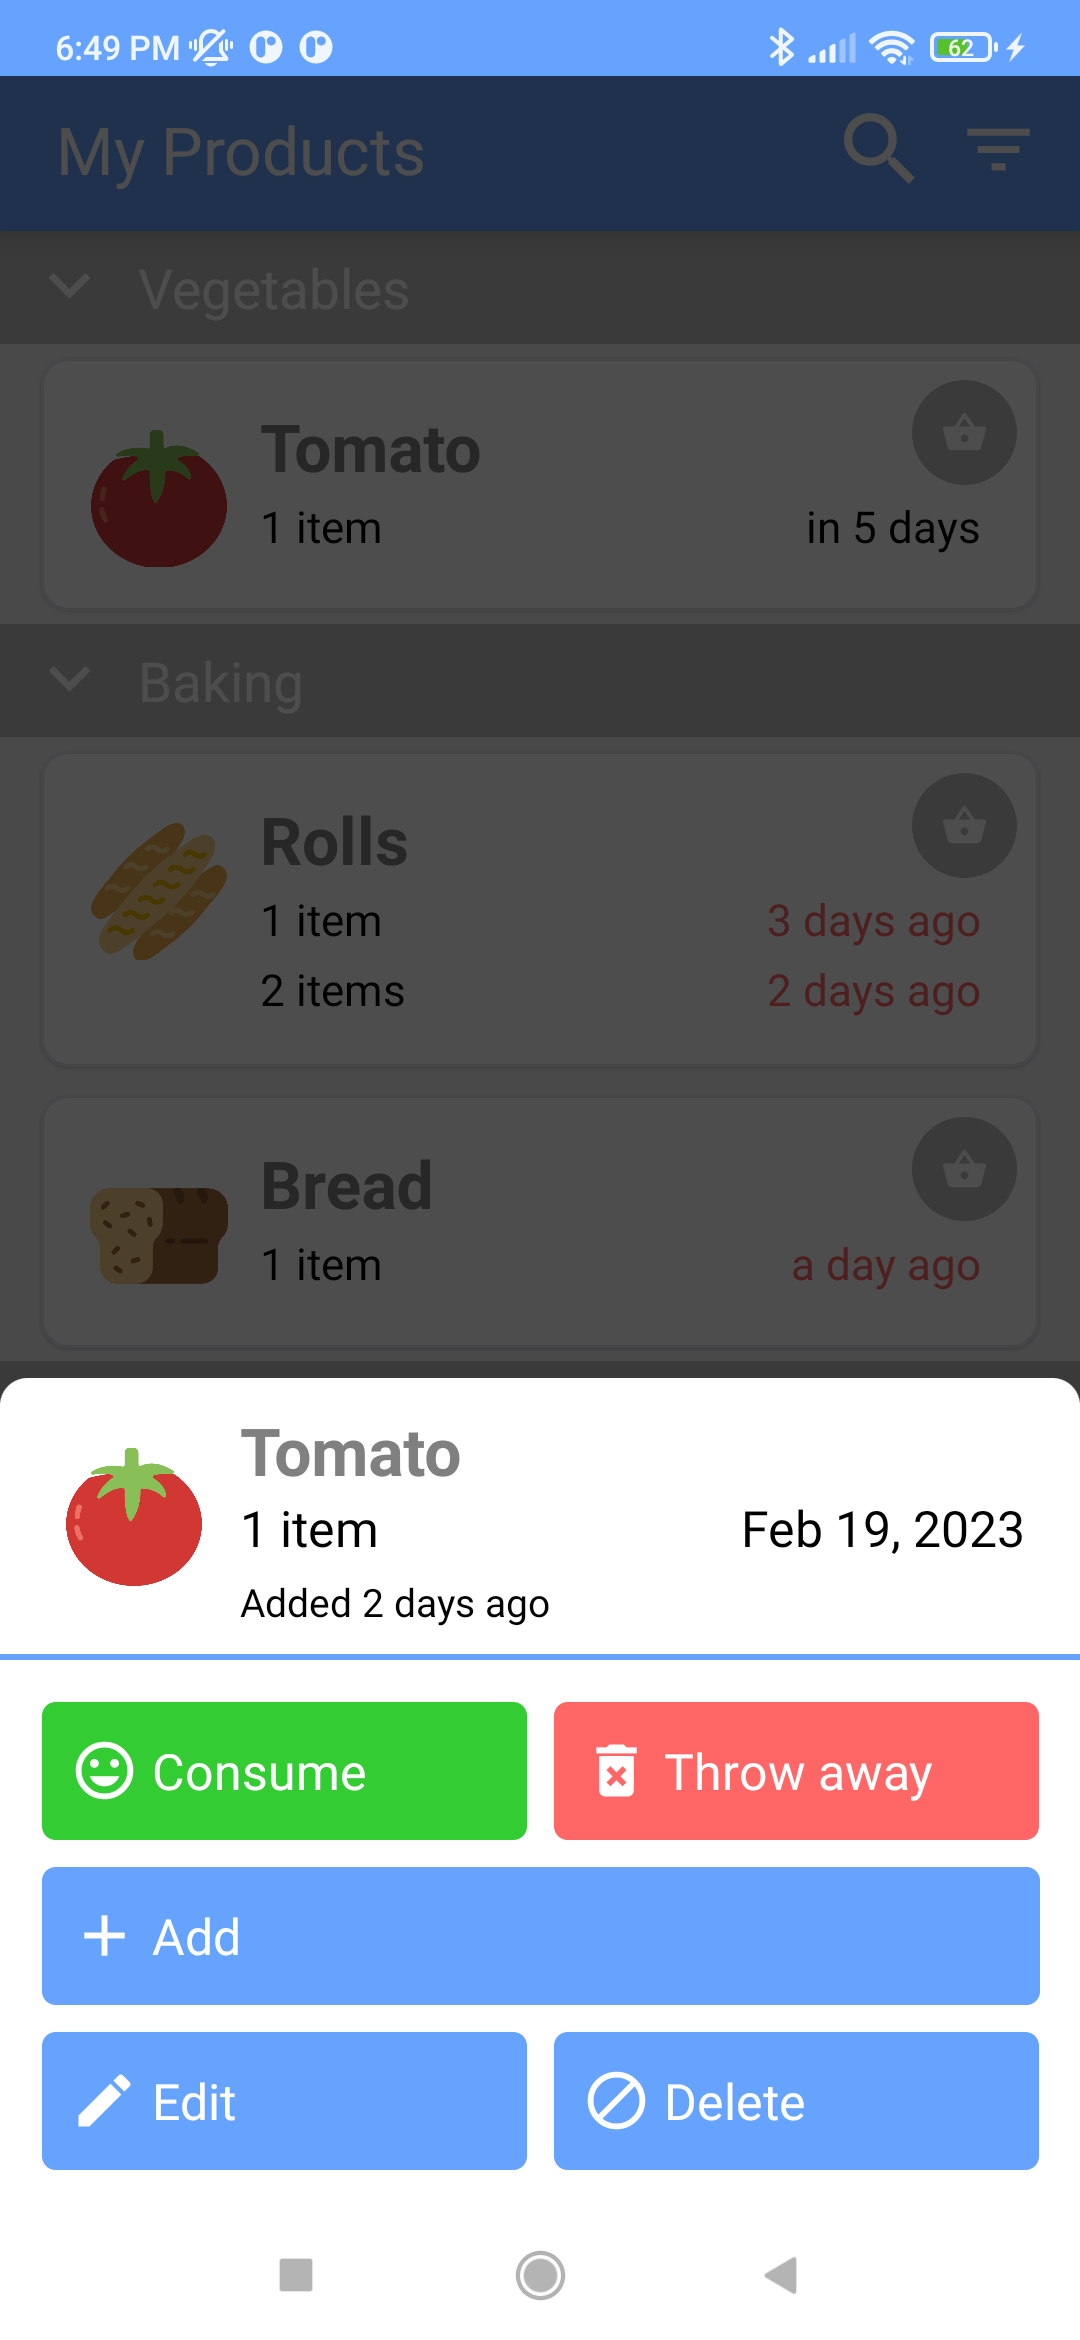 6:49 PM
62
My Products
Vegetables
Tomato
1 item
in 5 days
Baking
Rolls
1 item
3 days ago
2 items
2 days ago
Bread
1 item
a day ago
Tomato
1 item
Feb 19, 2023
Added 2 days ago
Consume
Throw away
Add
Edit
Delete